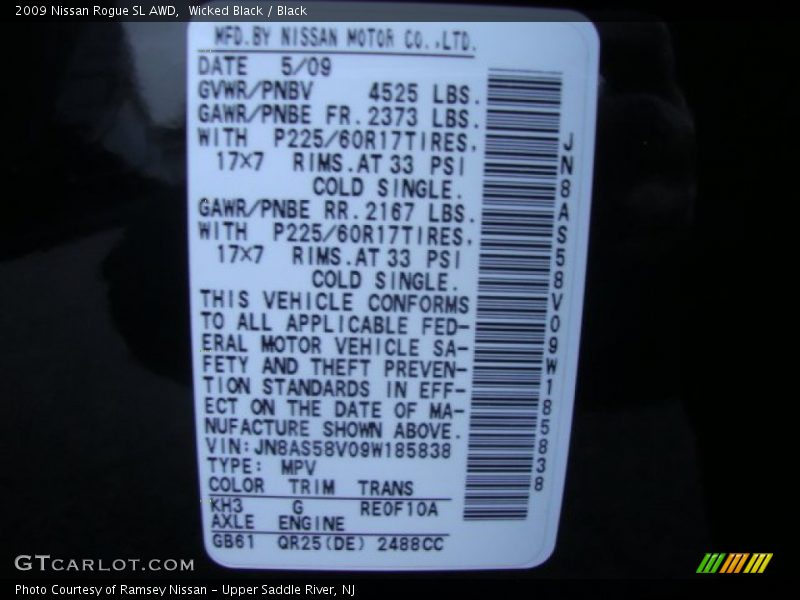 2009 Nissan Rogue SL AWD,  Wicked Black / Black
MFD.BY NISSAN MOTOR CO.,LTD.
DATE 5/09
GVWR/PNBV 4525 LBS.
GAWR/PNBE FR. 2373 LBS.
WITH P225/60R17TIRES,
17×7 RIMS.AT 33 PSI
COLD SINGLE.
GAWR/PNBE RR. 2167 LBS.
WITH P225/60R17TIRES,
17×7 RIMS.AT 33 PSI
COLD SINGLE.
THIS VEHICLE CONFORMS
TO ALL APPLICABLE FED-
ERAL MOTOR VEHICLE SA-
FETY AND THEFT PREVEN-
TION STANDARDS IN EFF-
ECT ON THE DATE OF MA-
NUFACTURE SHOWN ABOVE.
VIN:JN8AS58V09W185838
TYPE: MPV
COLOR TRIM TRANS
KH3 G RE0F10A
AXLE ENGINE
GB61 QR25(DE) 2488CC
JN8AS58V09W185838
GTCARLOT.COM
Photo Courtesy of Ramsey Nissan - Upper Saddle River, NJ